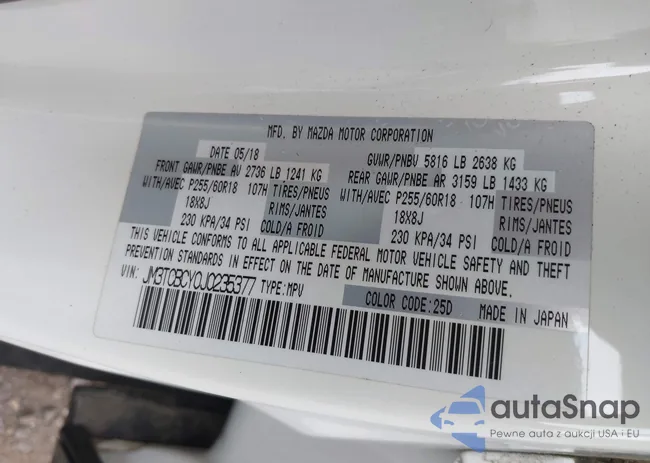 MFD. BY MAZDA MOTOR CORPORATION
DATE 05/18 GVWR/PNBV 5816 LB 2638 KG
FRONT GAWR/PNBE AV 2736 LB 1241 KG REAR GAWR/PNBE AR 3159 LB 1433 KG
WITH/AVEC P255/60R18 107H TIRES/PNEUS WITH/AVEC P255/60R18 107H TIRES/PNEUS
18X8J RIMS/JANTES 18X8J RIMS/JANTES
230 KPA/34 PSI COLD/A FROID 230 KPA/34 PSI COLD/A FROID
THIS VEHICLE CONFORMS TO ALL APPLICABLE FEDERAL MOTOR VEHICLE SAFETY AND THEFT
PREVENTION STANDARDS IN EFFECT ON THE DATE OF MANUFACTURE SHOWN ABOVE.
VIN: JM3TCBCY0J0235377 TYPE:MPV
COLOR CODE:25D MADE IN JAPAN
autoSnap
Pewne auta z aukcji USA i EU